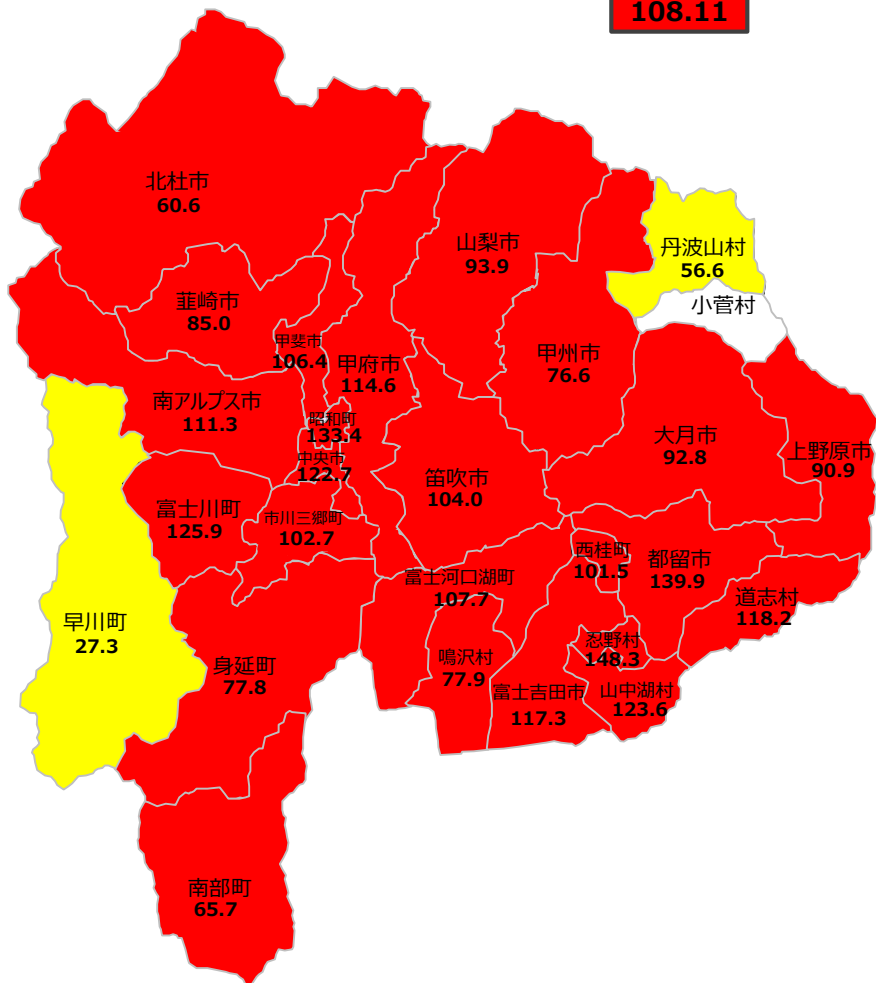 108.11
北杜市
60.6
山梨市
93.9
丹波山村
56.6
小菅村
韮崎市
85.0
甲斐市
106.4
甲府市
114.6
甲州市
76.6
南アルプス市
111.3
昭和町
133.4
中央市
122.7
笛吹市
104.0
大月市
92.8
上野原市
90.9
富士川町
125.9
市川三郷町
102.7
西桂町
101.5
都留市
139.9
富士河口湖町
107.7
道志村
118.2
早川町
27.3
身延町
77.8
鳴沢村
77.9
忍野村
148.3
富士吉田市
117.3
山中湖村
123.6
南部町
65.7